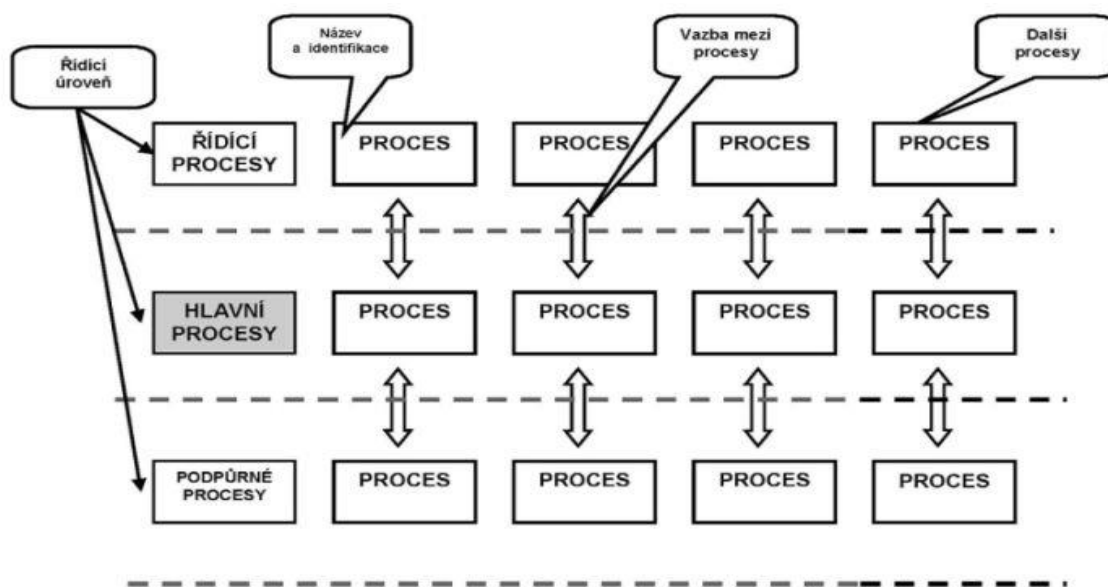 Název
a identifikace
Vazba mezi
procesy
Další
procesy
Řídící
úroveň
ŘÍDÍCÍ
PROCESY
PROCES
PROCES
PROCES
PROCES
HLAVNÍ
PROCESY
PROCES
PROCES
PROCES
PROCES
PODPŮRNÉ
PROCESY
PROCES
PROCES
PROCES
PROCES